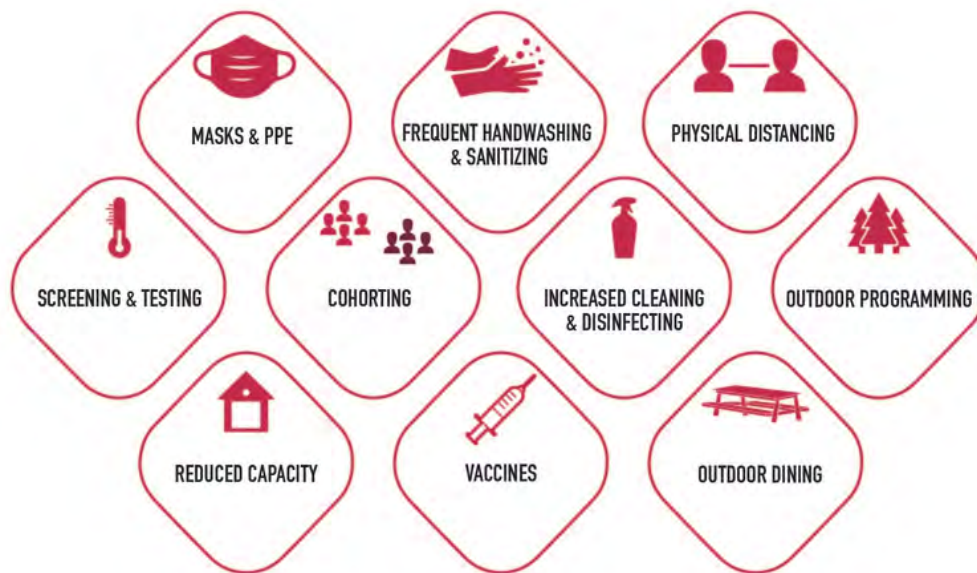 MASKS & PPE
FREQUENT HANDWASHING
& SANITIZING
PHYSICAL DISTANCING
SCREENING & TESTING
COHORTING
INCREASED CLEANING
& DISINFECTING
OUTDOOR PROGRAMMING
REDUCED CAPACITY
VACCINES
OUTDOOR DINING